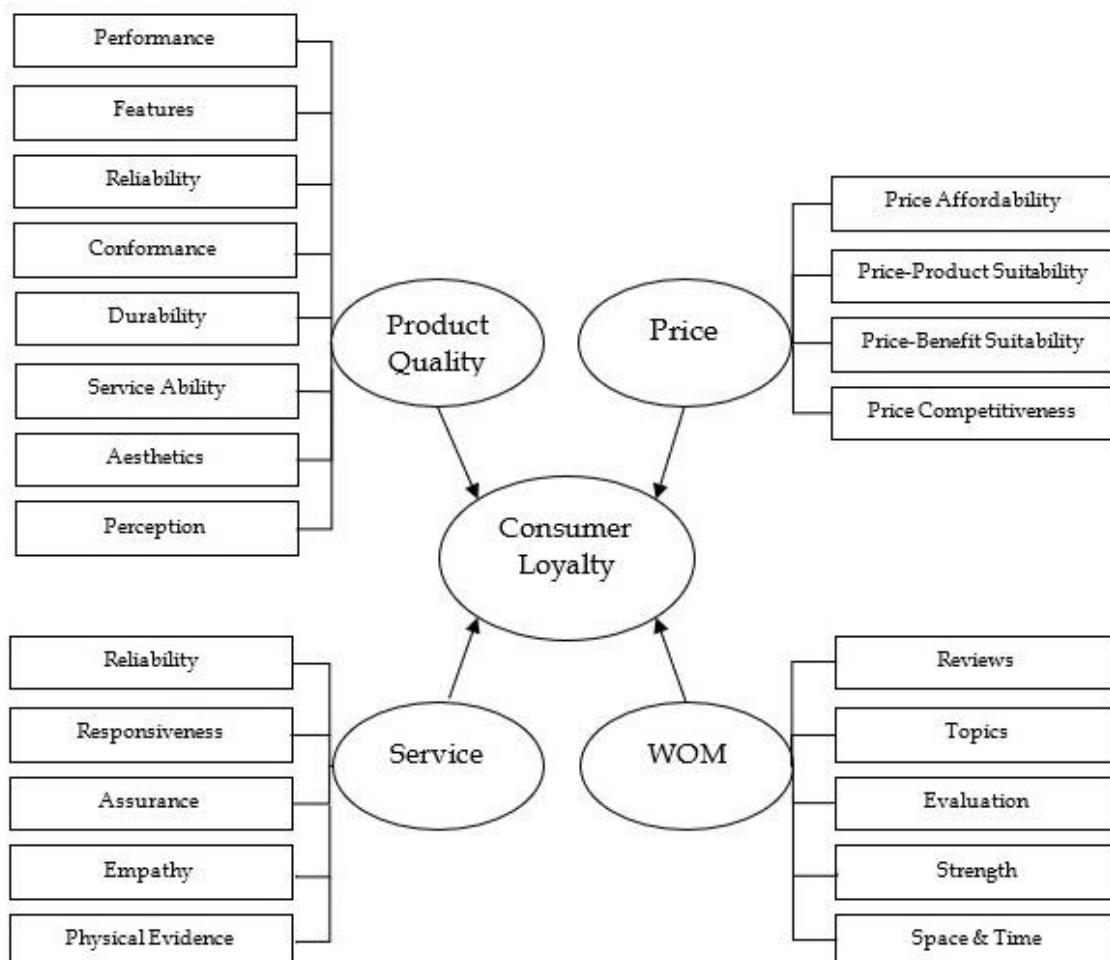 Performance
Features
Reliability
Conformance
Durability
Service Ability
Aesthetics
Perception
Product
Quality
Price
Price Affordability
Price-Product Suitability
Price-Benefit Suitability
Price Competitiveness
Consumer
Loyalty
Reliability
Responsiveness
Assurance
Empathy
Physical Evidence
Service
WOM
Reviews
Topics
Evaluation
Strength
Space & Time